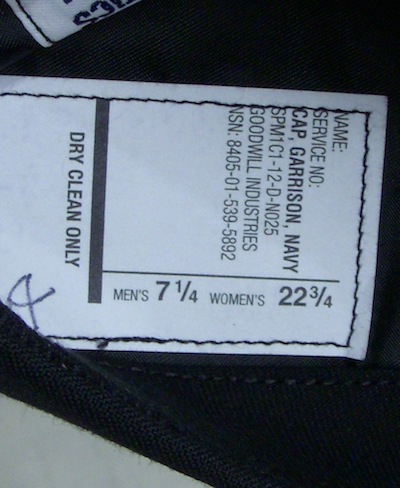 NAME:
SERVICE NO:
CAP, GARRISON, NAVY
SPM1C1-12-D-N025
GOODWILL INDUSTRIES
NSN: 8405-01-539-5892
DRY CLEAN ONLY
MEN'S 7 1/4 WOMEN'S 22 3/4